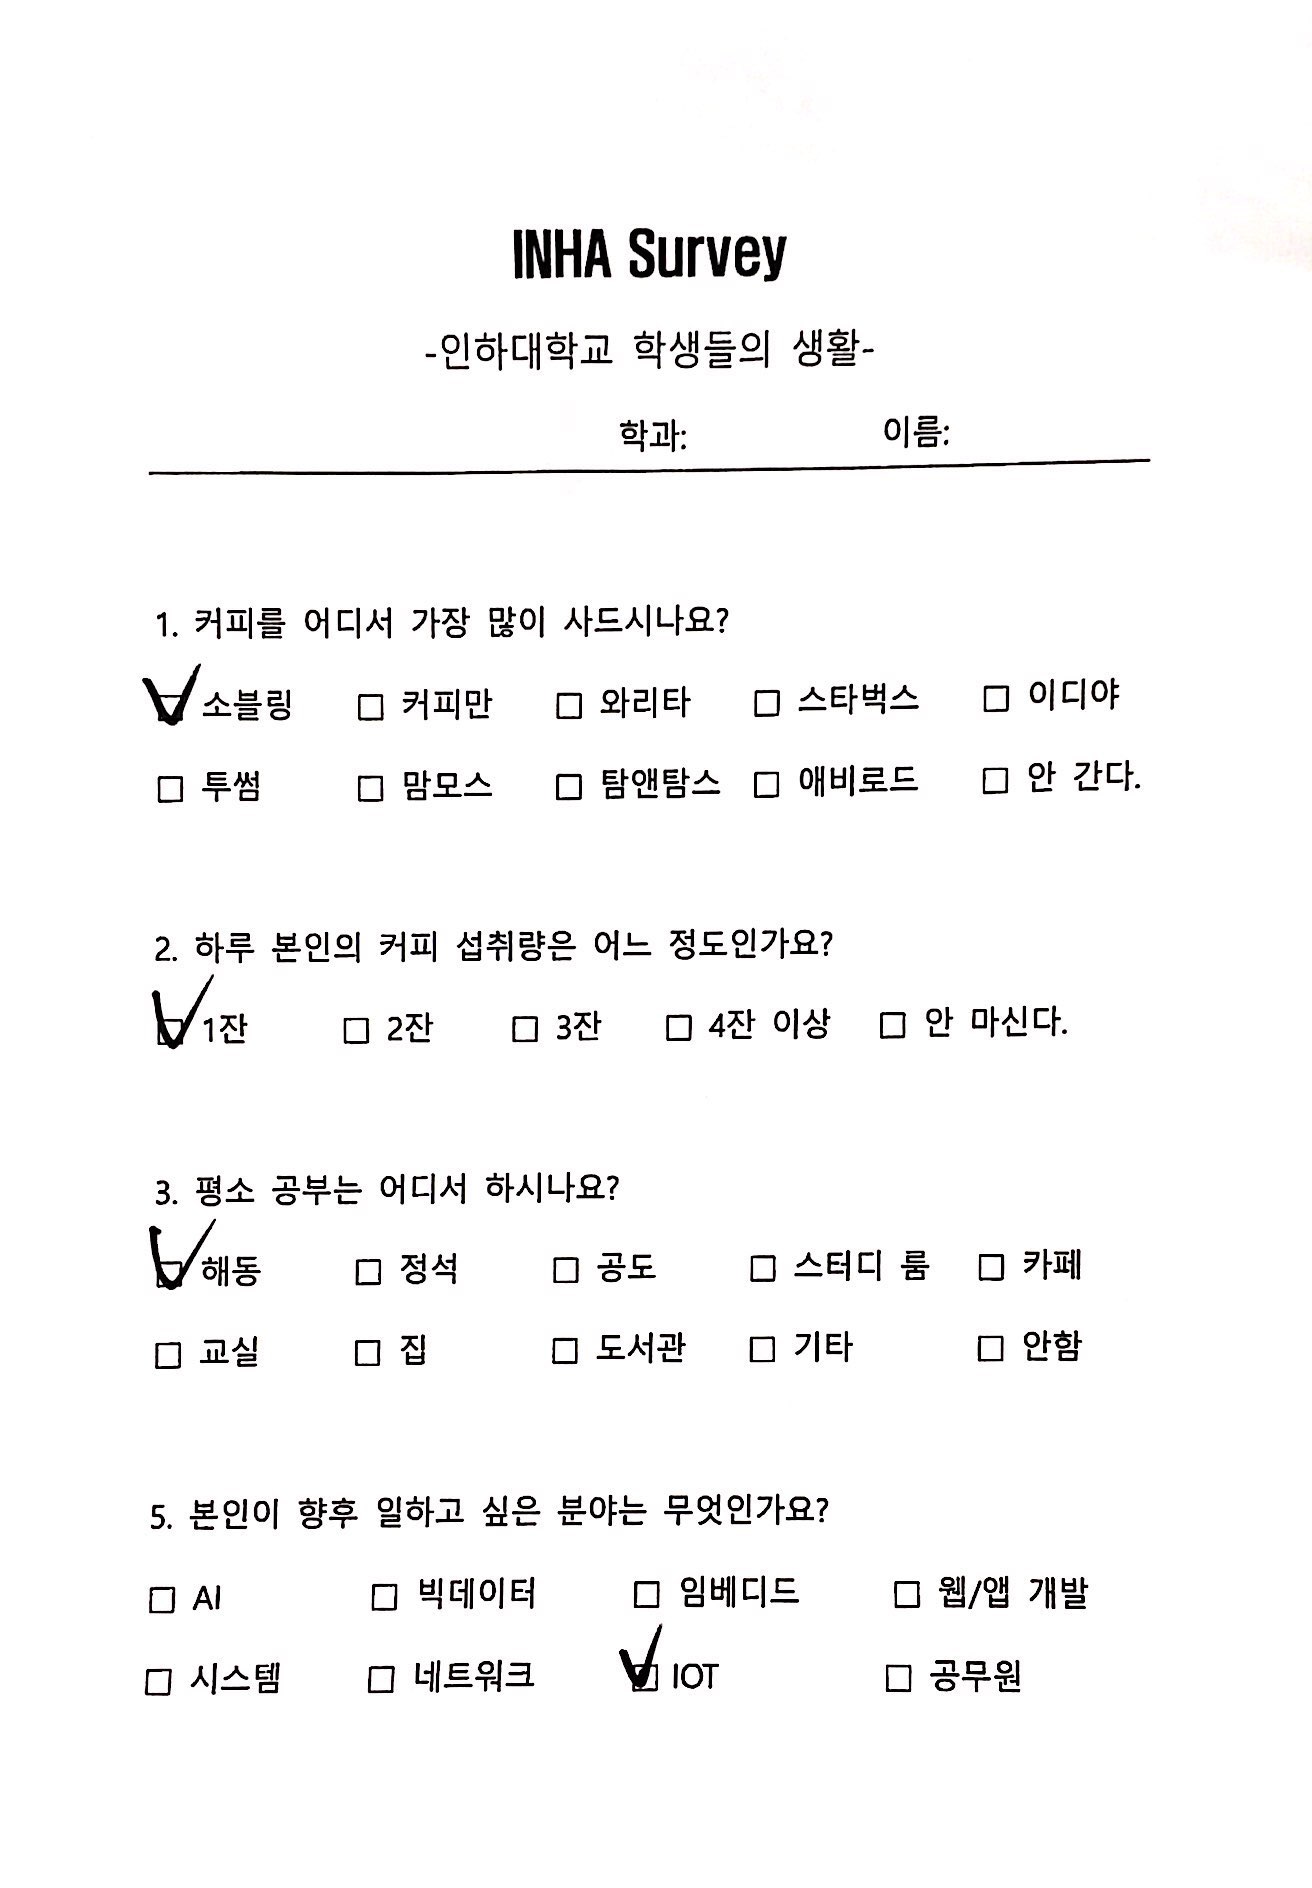 INHA Survey
-인하대학교 학생들의 생활-
학과: 이름:
1. 커피를 어디서 가장 많이 사드시나요?
☑ 소블링 ☐ 커피만 ☐ 와리타 ☐ 스타벅스 ☐ 이디야
☐ 투썸 ☐ 맘모스 ☐ 탐앤탐스 ☐ 애비로드 ☐ 안 간다.
2. 하루 본인의 커피 섭취량은 어느 정도인가요?
☑ 1잔 ☐ 2잔 ☐ 3잔 ☐ 4잔 이상 ☐ 안 마신다.
3. 평소 공부는 어디서 하시나요?
☑ 해동 ☐ 정석 ☐ 공도 ☐ 스터디 룸 ☐ 카페
☐ 교실 ☐ 집 ☐ 도서관 ☐ 기타 ☐ 안함
5. 본인이 향후 일하고 싶은 분야는 무엇인가요?
☐ AI ☐ 빅데이터 ☐ 임베디드 ☐ 웹/앱 개발
☐ 시스템 ☐ 네트워크 ☑ IOT ☐ 공무원